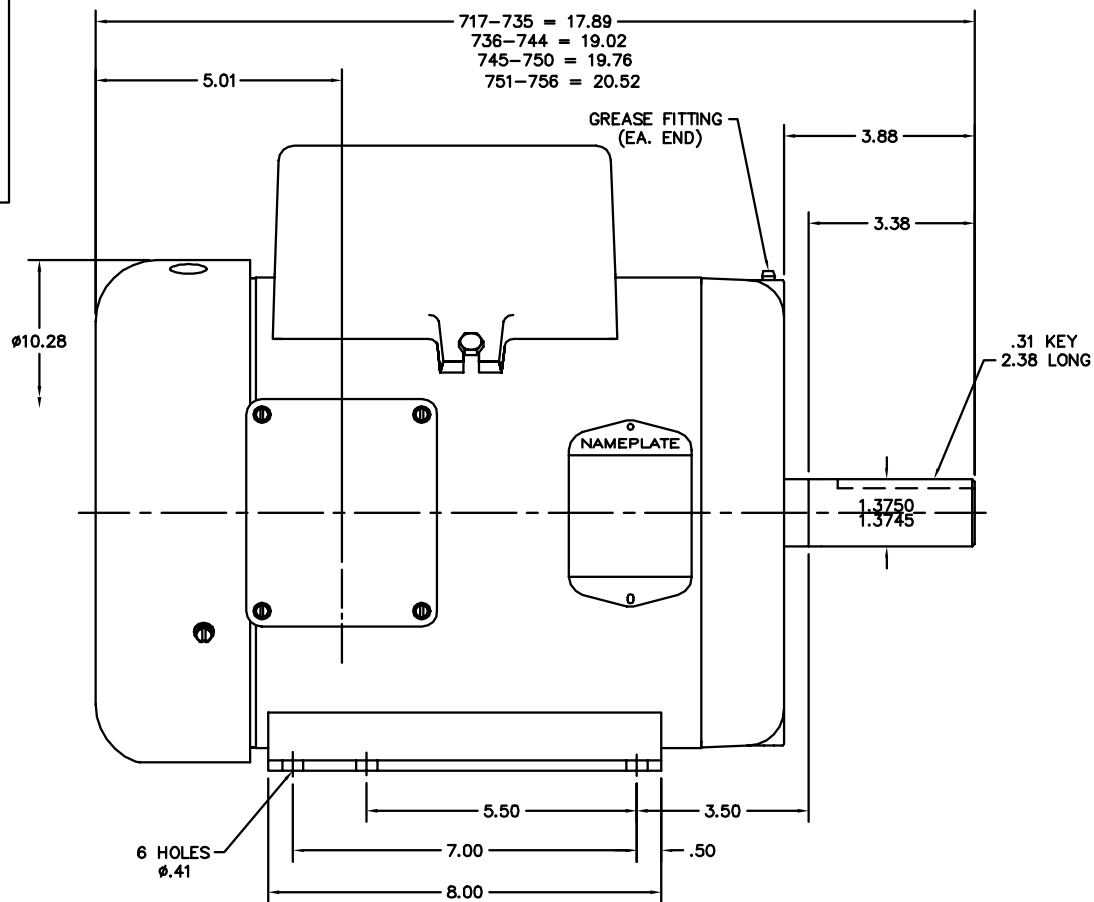 717-735 = 17.89
736-744 = 19.02
745-750 = 19.76
751-756 = 20.52
5.01
GREASE FITTING
(EA. END)
3.88
3.38
ø10.28
.31 KEY
2.38 LONG
NAMEPLATE
1.3750
1.3745
5.50
3.50
6 HOLES
ø.41
7.00
.50
8.00